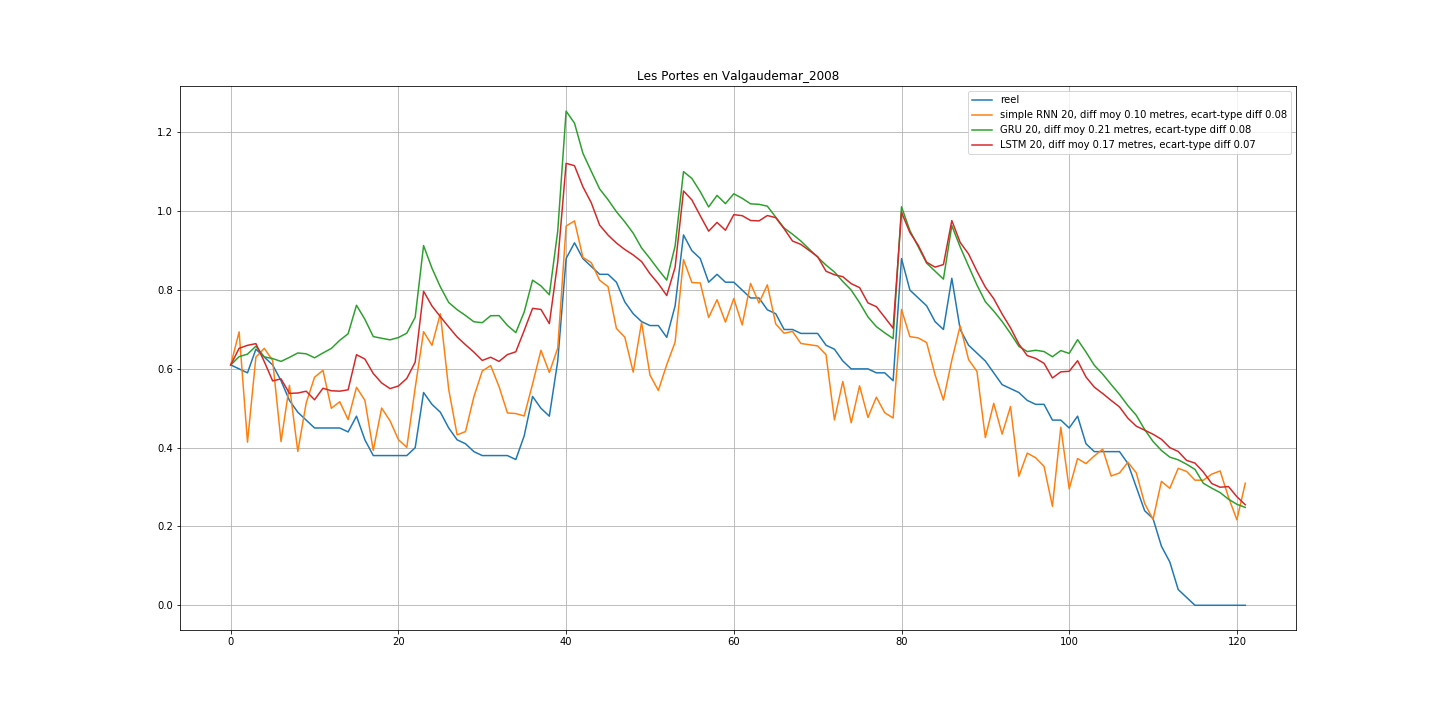 Les Portes en Valgaudemar_2008
reel
simple RNN 20, diff moy 0.10 metres, ecart-type diff 0.08
GRU 20, diff moy 0.21 metres, ecart-type diff 0.08
LSTM 20, diff moy 0.17 metres, ecart-type diff 0.07
1.2
1.0
0.8
0.6
0.4
0.2
0.0
0 20 40 60 80 100 120